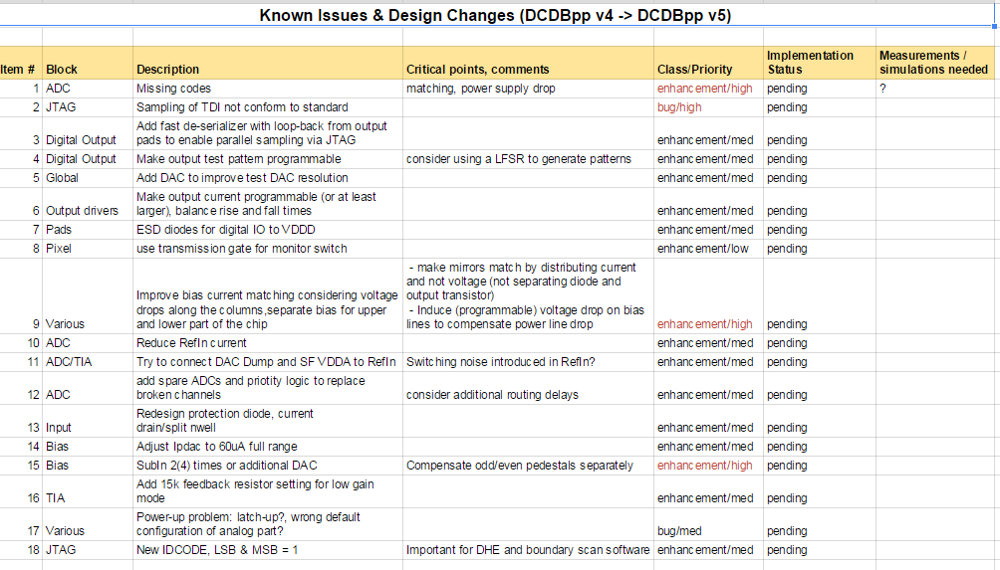 Known Issues & Design Changes (DCDBpp v4 -> DCDBpp v5)
Item # Block Description Critical points, comments Class/Priority Implementation Status Measurements / simulations needed
1 ADC Missing codes matching, power supply drop enhancement/high pending ?
2 JTAG Sampling of TDI not conform to standard bug/high pending
3 Digital Output Add fast de-serializer with loop-back from output pads to enable parallel sampling via JTAG enhancement/med pending
4 Digital Output Make output test pattern programmable consider using a LFSR to generate patterns enhancement/med pending
5 Global Add DAC to improve test DAC resolution enhancement/med pending
6 Output drivers Make output current programmable (or at least larger), balance rise and fall times enhancement/med pending
7 Pads ESD diodes for digital IO to VDDD enhancement/med pending
8 Pixel use transmission gate for monitor switch enhancement/low pending
9 Various Improve bias current matching considering voltage drops along the columns,separate bias for upper and lower part of the chip - make mirrors match by distributing current and not voltage (not separating diode and output transistor) - Induce (programmable) voltage drop on bias lines to compensate power line drop enhancement/high pending
10 ADC Reduce RefIn current enhancement/med pending
11 ADC/TIA Try to connect DAC Dump and SF VDDA to RefIn Switching noise introduced in RefIn? enhancement/med pending
12 ADC add spare ADCs and priotity logic to replace broken channels consider additional routing delays enhancement/med pending
13 Input Redesign protection diode, current drain/split nwell enhancement/med pending
14 Bias Adjust Ipdac to 60uA full range enhancement/med pending
15 Bias SubIn 2(4) times or additional DAC Compensate odd/even pedestals separately enhancement/high pending
16 TIA Add 15k feedback resistor setting for low gain mode enhancement/med pending
17 Various Power-up problem: latch-up?, wrong default configuration of analog part? bug/med pending
18 JTAG New IDCODE, LSB & MSB = 1 Important for DHE and boundary scan software enhancement/med pending